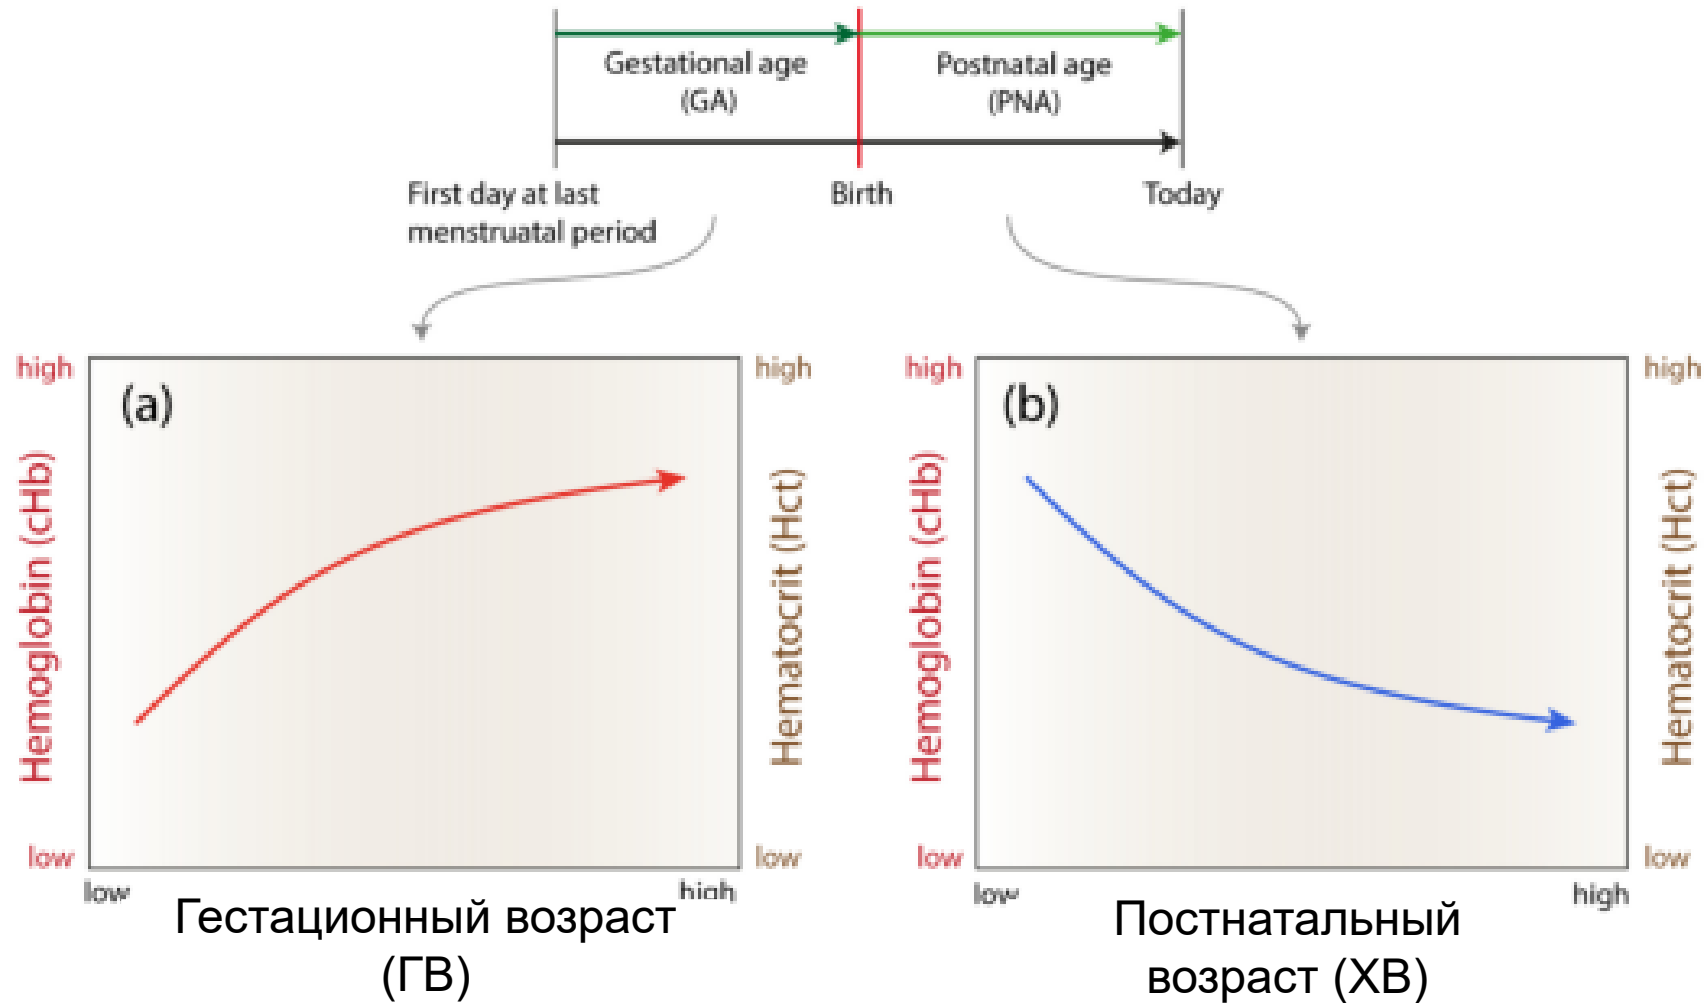 Gestational age
(GA)
Postnatal age
(PNA)
First day at last
menstruatal period
Birth
Today
high
(a)
high
Hemoglobin (cHb)
Hematocrit (Hct)
low
low
low
high
Гестационный возраст
(ГВ)
high
(b)
high
Hemoglobin (cHb)
Hematocrit (Hct)
low
low
low
high
Постнатальный
возраст (ХВ)